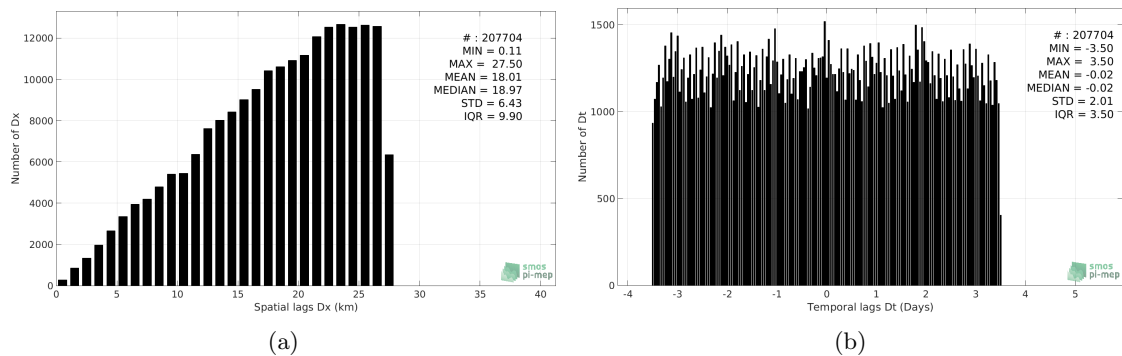 12000
10000
8000
6000
4000
2000
0
Number of Dx
0 5 10 15 20 25 30 35 40
Spatial lags Dx (km)
# : 207704
MIN = 0.11
MAX = 27.50
MEAN = 18.01
MEDIAN = 18.97
STD = 6.43
IQR = 9.90
smos
pi-mep
(a)
1500
1000
500
0
Number of Dt
-4 -3 -2 -1 0 1 2 3 4 5
Temporal lags Dt (Days)
# : 207704
MIN = -3.50
MAX = 3.50
MEAN = -0.02
MEDIAN = -0.02
STD = 2.01
IQR = 3.50
smos
pi-mep
(b)